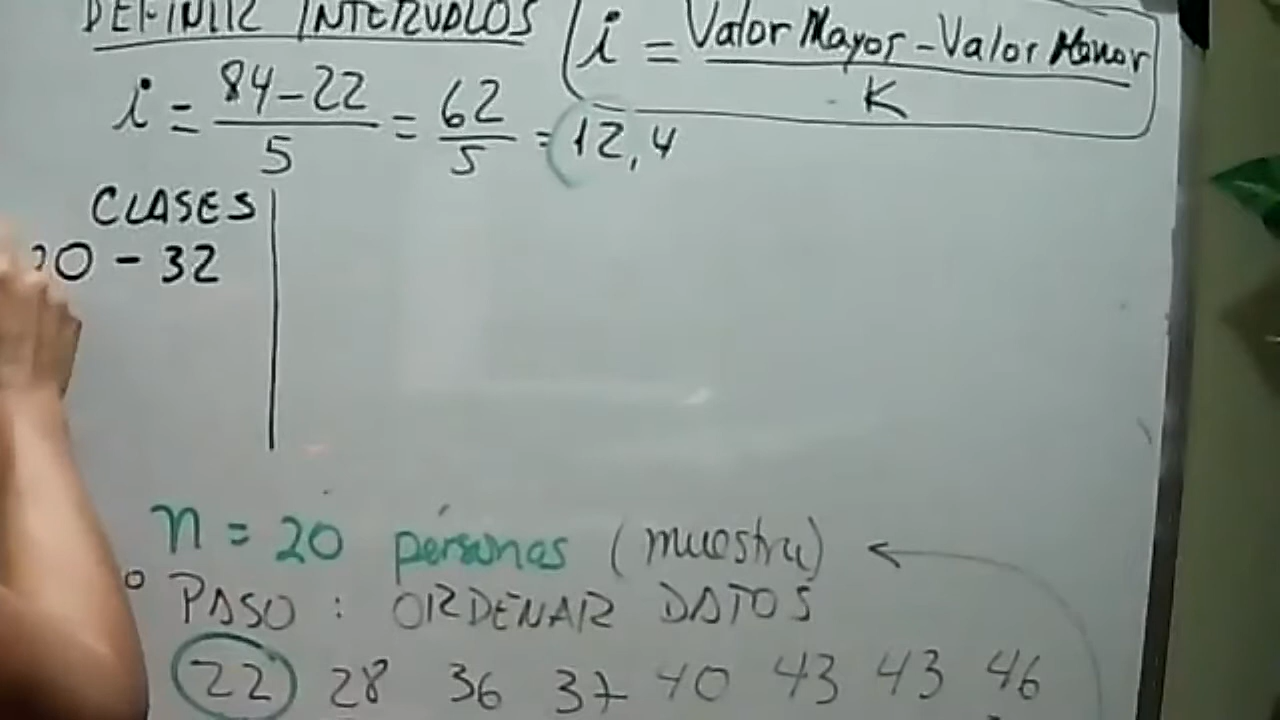 DEFINIR INTERVALOS
i = Valor Mayor - Valor Menor / K
i = 84-22 / 5 = 62 / 5 = 12,4
CLASES
20 - 32
n = 20 personas (muestra) ←
° PASO : ORDENAR DATOS
22 28 36 37 40 43 43 46